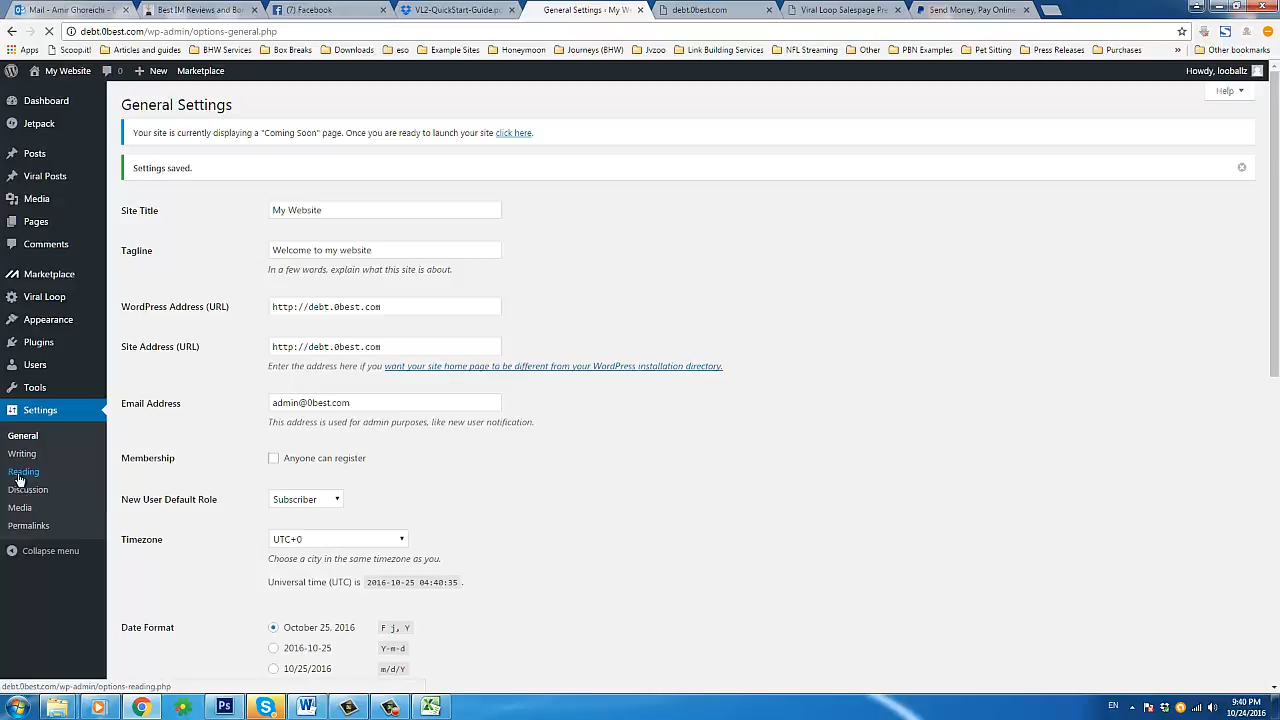 Mail - Amir Ghoreichi -
Best IM Reviews and Bo
(7) Facebook
VL2-QuickStart-Guide.p
General Settings ‹ My W
debt.0best.com
Viral Loop Salespage Pre
Send Money, Pay Online
debt.0best.com/wp-admin/options-general.php
Apps
Scoop.it!
Articles and guides
BHW Section
Box Breaks
Downloads
eso
Example Sites
Honeymoon
Journeys (BHW)
Jvzoo
Link Building Services
NFL Streaming
Other
PBN Examples
Pet Sitting
Press Releases
Purchases
»
Other bookmarks
My Website
0
New
Marketplace
Howdy, looballz
Help
Dashboard
Jetpack
Posts
Viral Posts
Media
Pages
Comments
Marketplace
Viral Loop
Appearance
Plugins
Users
Tools
Settings
General
Writing
Reading
Discussion
Media
Permalinks
Collapse menu
General Settings
Your site is currently displaying a "Coming Soon" page. Once you are ready to launch your site click here.
Settings saved.
Site Title
My Website
Tagline
Welcome to my website
In a few words, explain what this site is about.
WordPress Address (URL)
http://debt.0best.com
Site Address (URL)
http://debt.0best.com
Enter the address here if you want your site home page to be different from your WordPress installation directory.
Email Address
admin@0best.com
This address is used for admin purposes, like new user notification.
Membership
Anyone can register
New User Default Role
Subscriber
Timezone
UTC+0
Choose a city in the same timezone as you.
Universal time (UTC) is 2016-10-25 04:40:35 .
Date Format
October 25, 2016
F j, Y
2016-10-25
Y-m-d
10/25/2016
m/d/Y
debt.0best.com/wp-admin/options-reading.php
EN
9:40 PM
10/24/2016